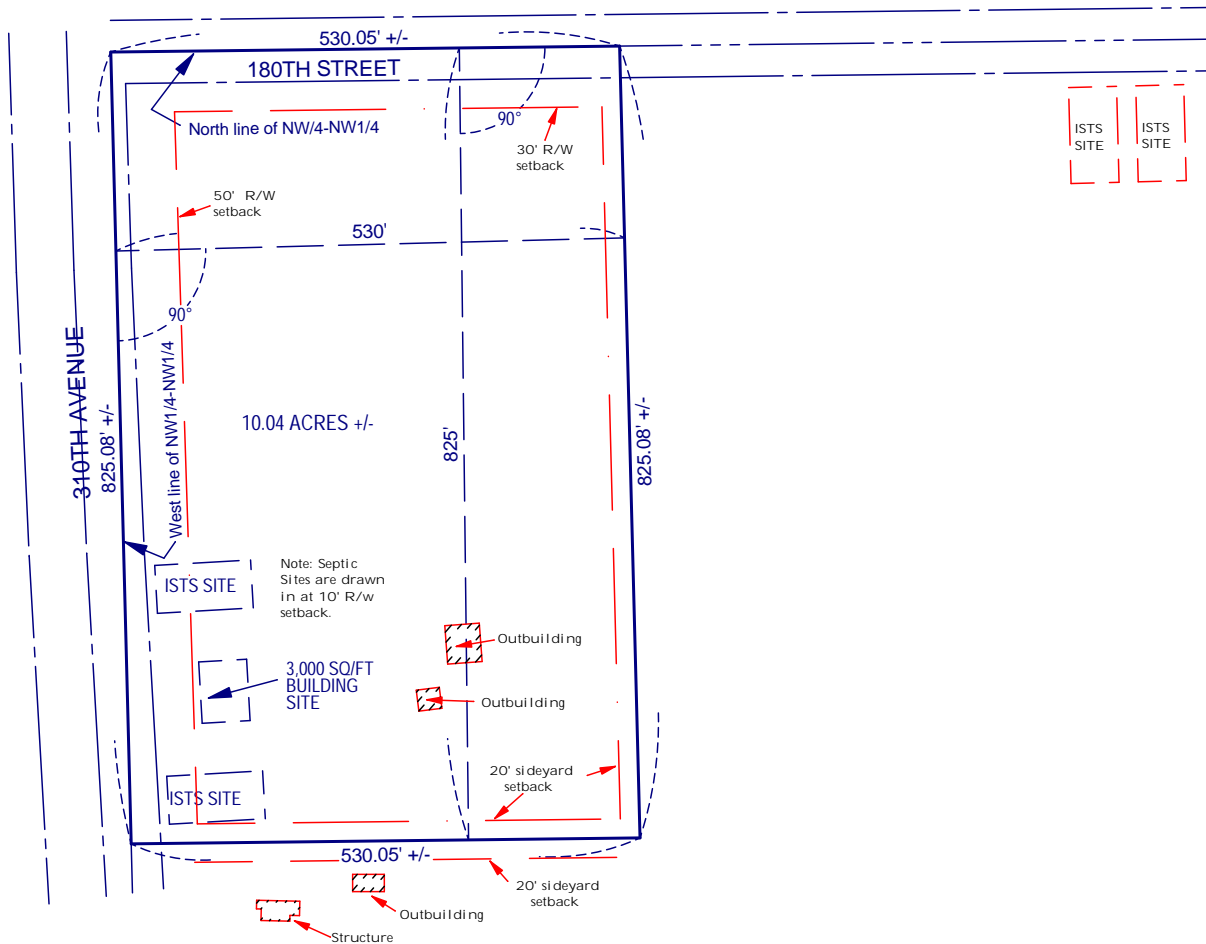 530.05' +/-
180TH STREET
North line of NW/4-NW1/4
90°
30' R/W
setback
ISTS
SITE
ISTS
SITE
50' R/W
setback
530'
90°
310TH AVENUE
825.08' +/-
West line of NW1/4-NW1/4
10.04 ACRES +/-
825'
825.08' +/-
ISTS SITE
Note: Septic
Sites are drawn
in at 10' R/w
setback.
Outbuilding
3,000 SQ/FT
BUILDING
SITE
Outbuilding
20' sideyard
setback
ISTS SITE
530.05' +/-
20' sideyard
setback
Outbuilding
Structure